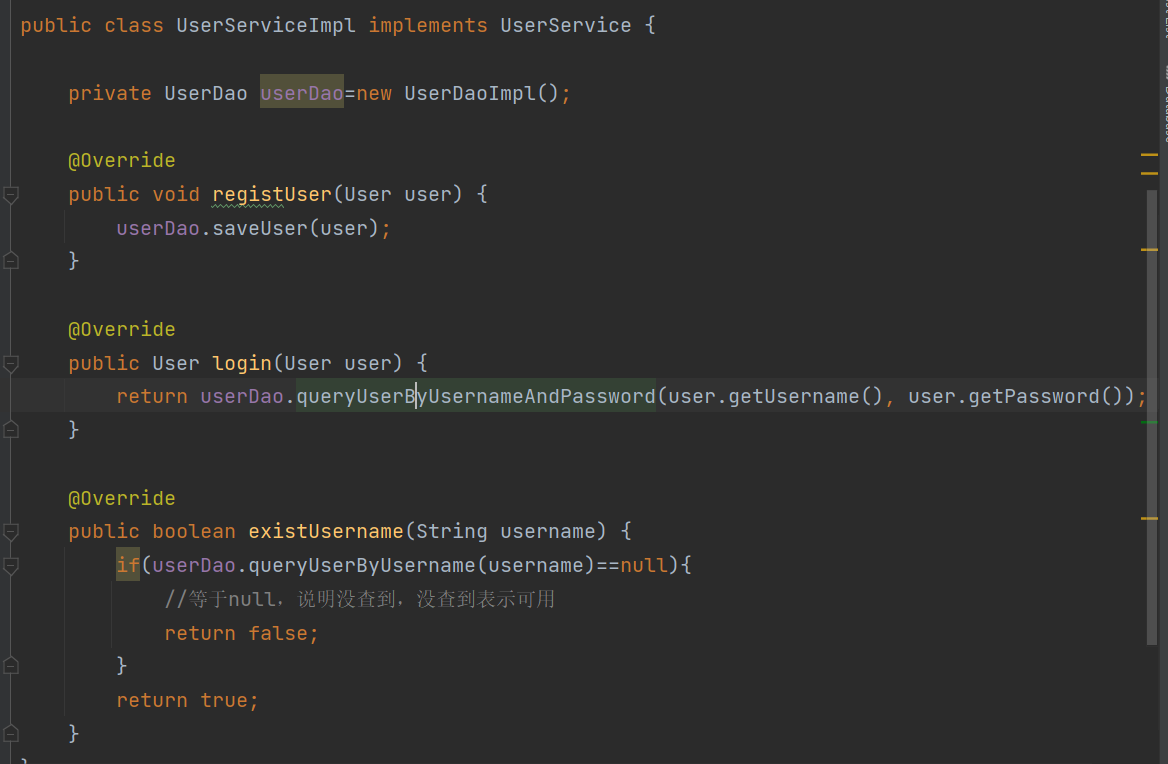 public class UserServiceImpl implements UserService {
private UserDao userDao=new UserDaoImpl();
@Override
public void registUser(User user) {
userDao.saveUser(user);
}
@Override
public User login(User user) {
return userDao.queryUserByUsernameAndPassword(user.getUsername(), user.getPassword());
}
@Override
public boolean existUsername(String username) {
if(userDao.queryUserByUsername(username)==null){
//等于null，说明没查到，没查到表示可用
return false;
}
return true;
}